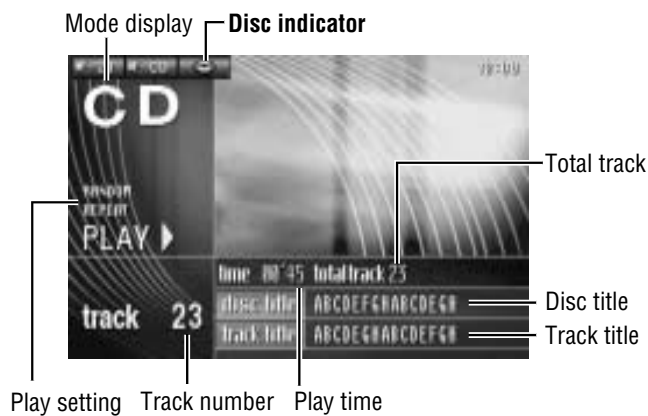 Mode display
Disc indicator
CD
Total track
RANDOM
REPEAT
PLAY
time 00'45 total track 23
disc title ABCDEFGHABCDEGH
Disc title
track 23
track title ABCDEFGHABCDEFGH
Track title
Play setting
Track number
Play time